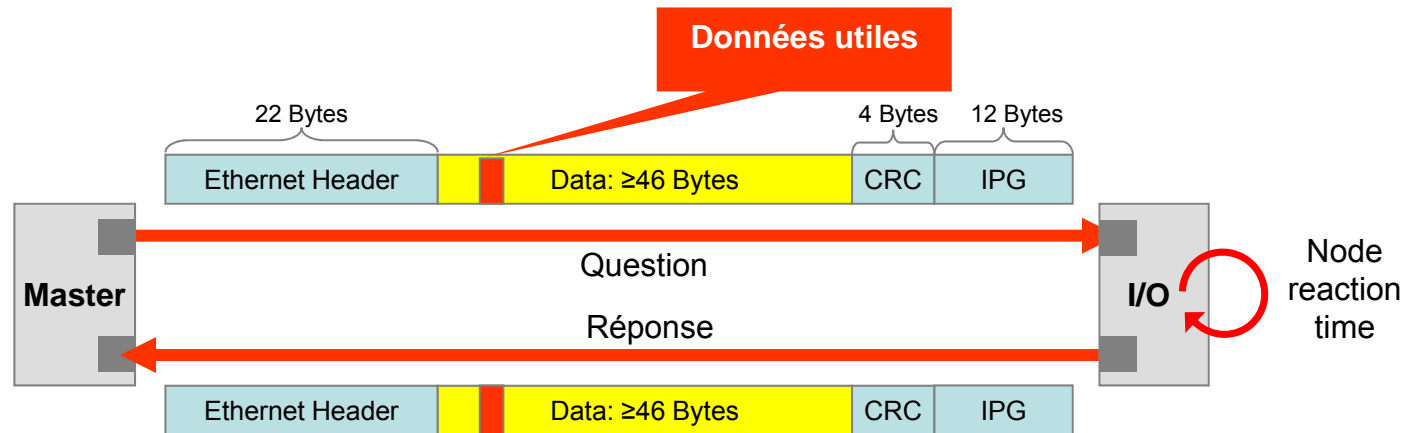 Données utiles
22 Bytes
4 Bytes
12 Bytes
Ethernet Header
Data: ≥46 Bytes
CRC
IPG
Question
Master
I/O
Node
reaction
time
Réponse
Ethernet Header
Data: ≥46 Bytes
CRC
IPG